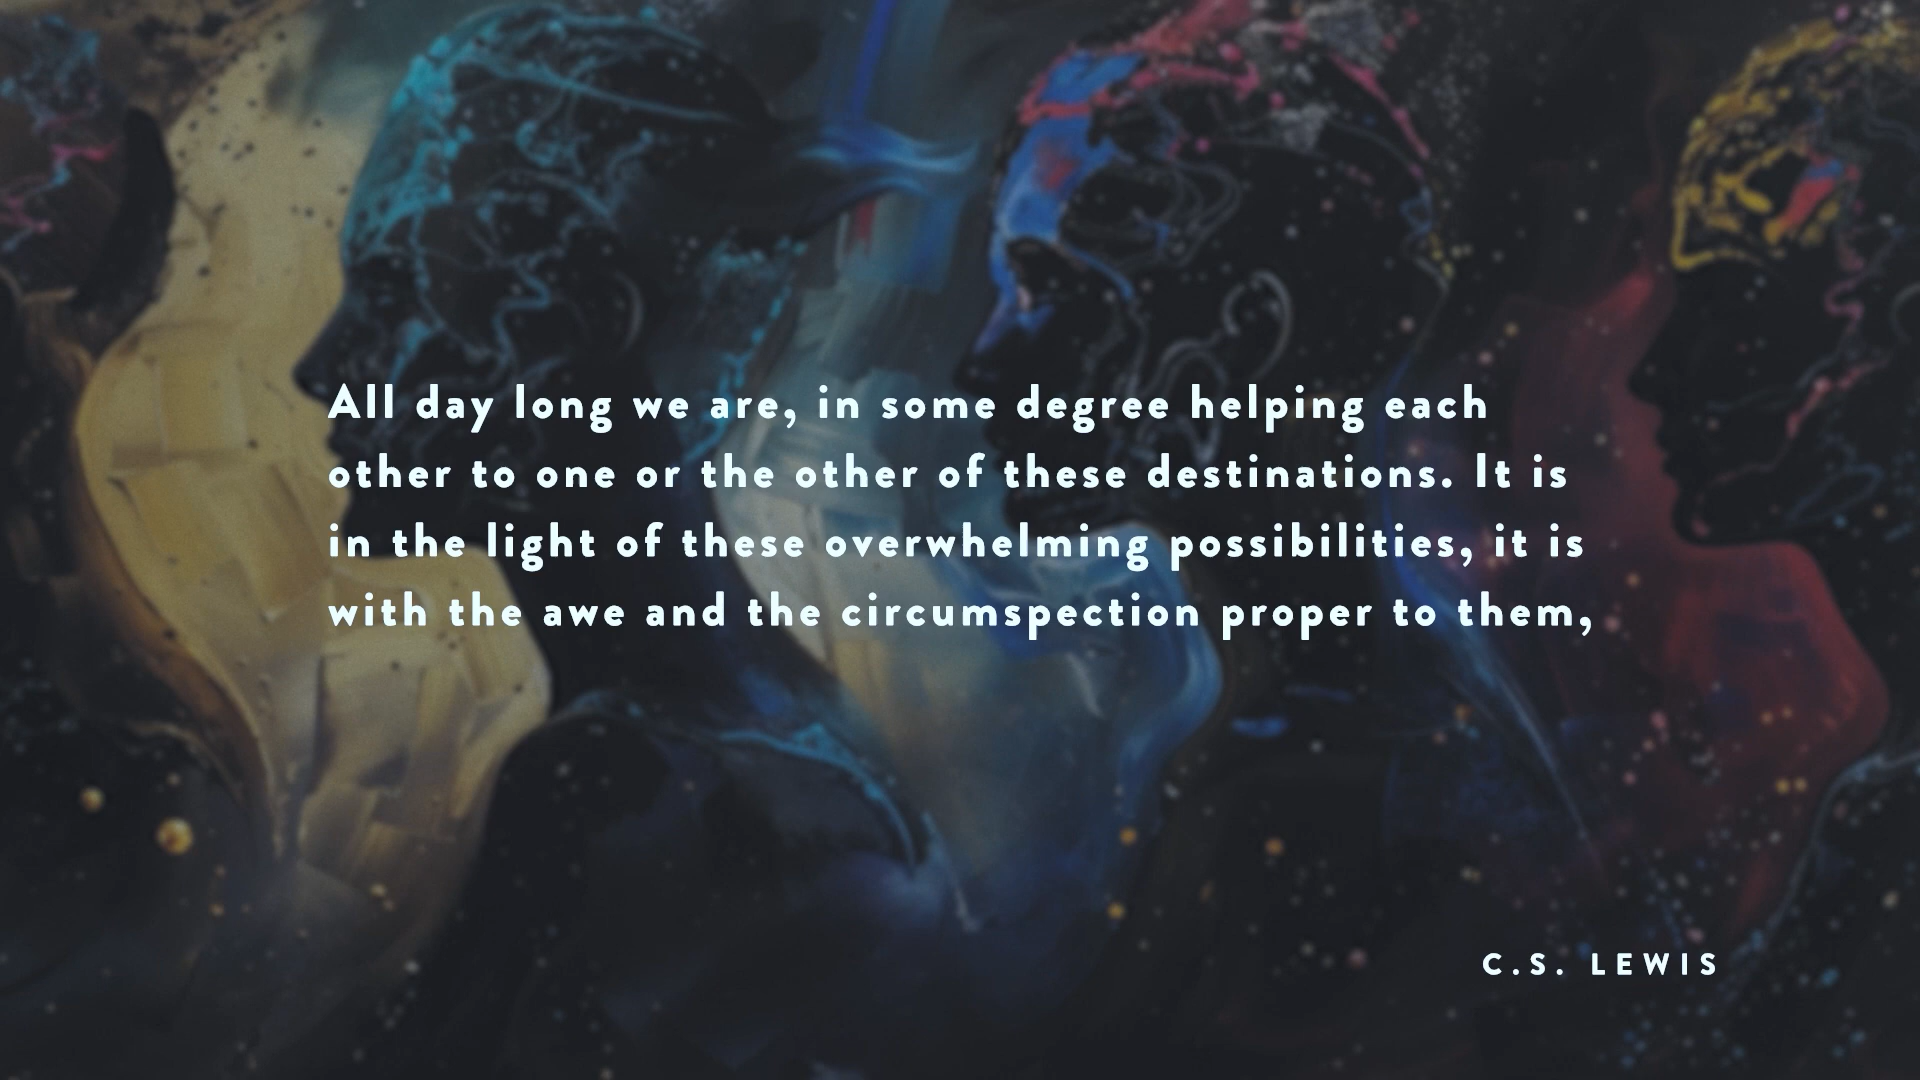 All day long we are, in some degree helping each
other to one or the other of these destinations. It is
in the light of these overwhelming possibilities, it is
with the awe and the circumspection proper to them,
C.S. LEWIS